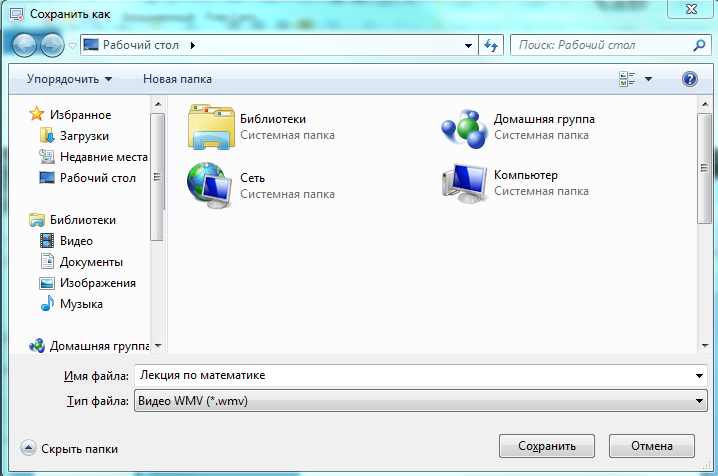 Сохранить как
Рабочий стол
Поиск: Рабочий стол
Упорядочить
Новая папка
Избранное
Загрузки
Недавние места
Рабочий стол
Библиотеки
Видео
Документы
Изображения
Музыка
Домашняя группа
Библиотеки
Системная папка
Домашняя группа
Системная папка
Сеть
Системная папка
Компьютер
Системная папка
Имя файла: Лекция по математике
Тип файла: Видео WMV (*.wmv)
Скрыть папки
Сохранить
Отмена